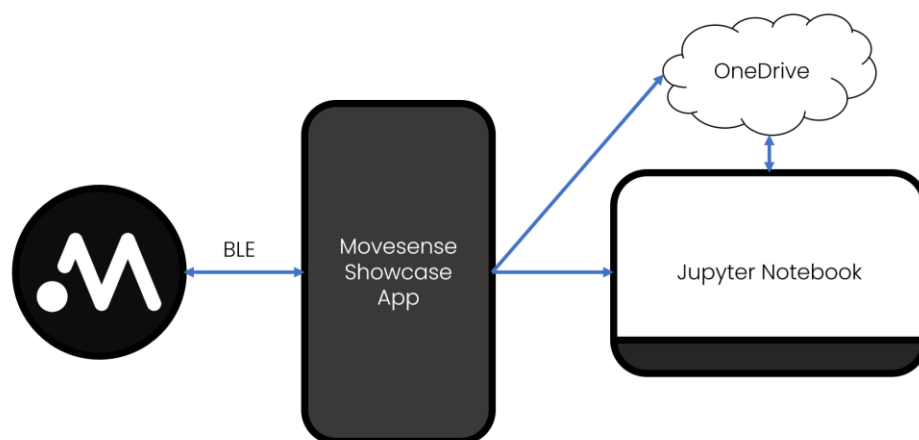 OneDrive
BLE
Movesense
Showcase
App
Jupyter Notebook